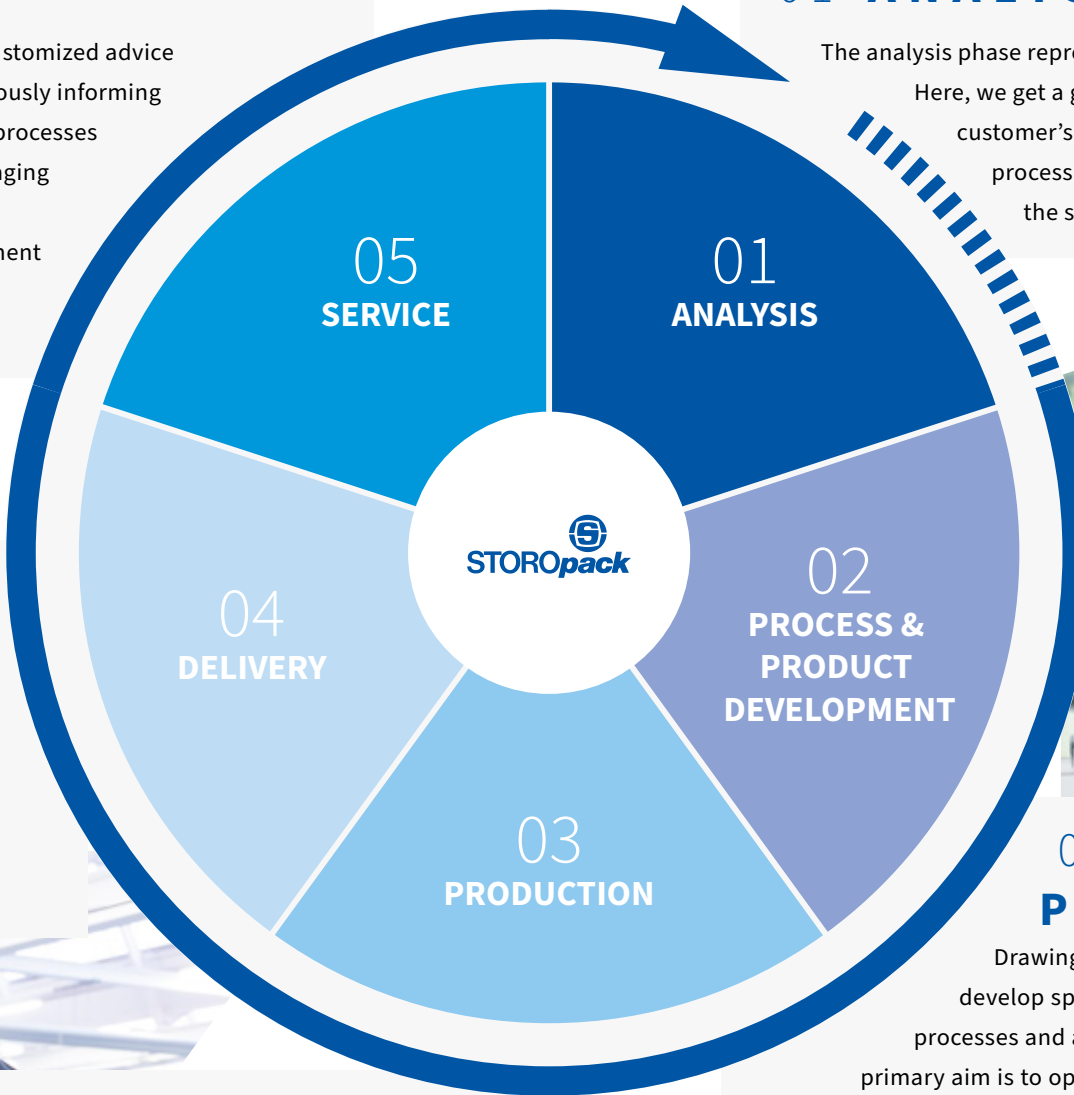 stomized advice
ously informing
processes
ging
nent
The analysis phase repr
Here, we get a
customer's
process
the s
05
SERVICE
01
ANALYSIS
STOROpack
02
PROCESS &
PRODUCT
DEVELOPMENT
04
DELIVERY
03
PRODUCTION
P
Drawing
develop sp
processes and a
primary aim is to op